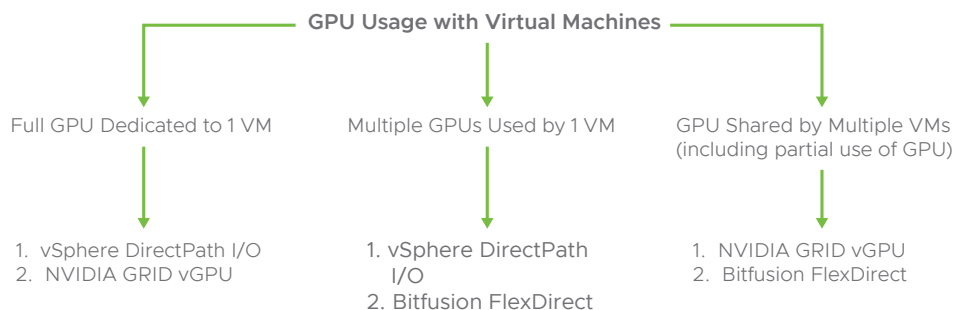 GPU Usage with Virtual Machines
Full GPU Dedicated to 1 VM
Multiple GPUs Used by 1 VM
GPU Shared by Multiple VMs
(including partial use of GPU)
1. vSphere DirectPath I/O
2. NVIDIA GRID vGPU
1. vSphere DirectPath
I/O
2. Bitfusion FlexDirect
1. NVIDIA GRID vGPU
2. Bitfusion FlexDirect